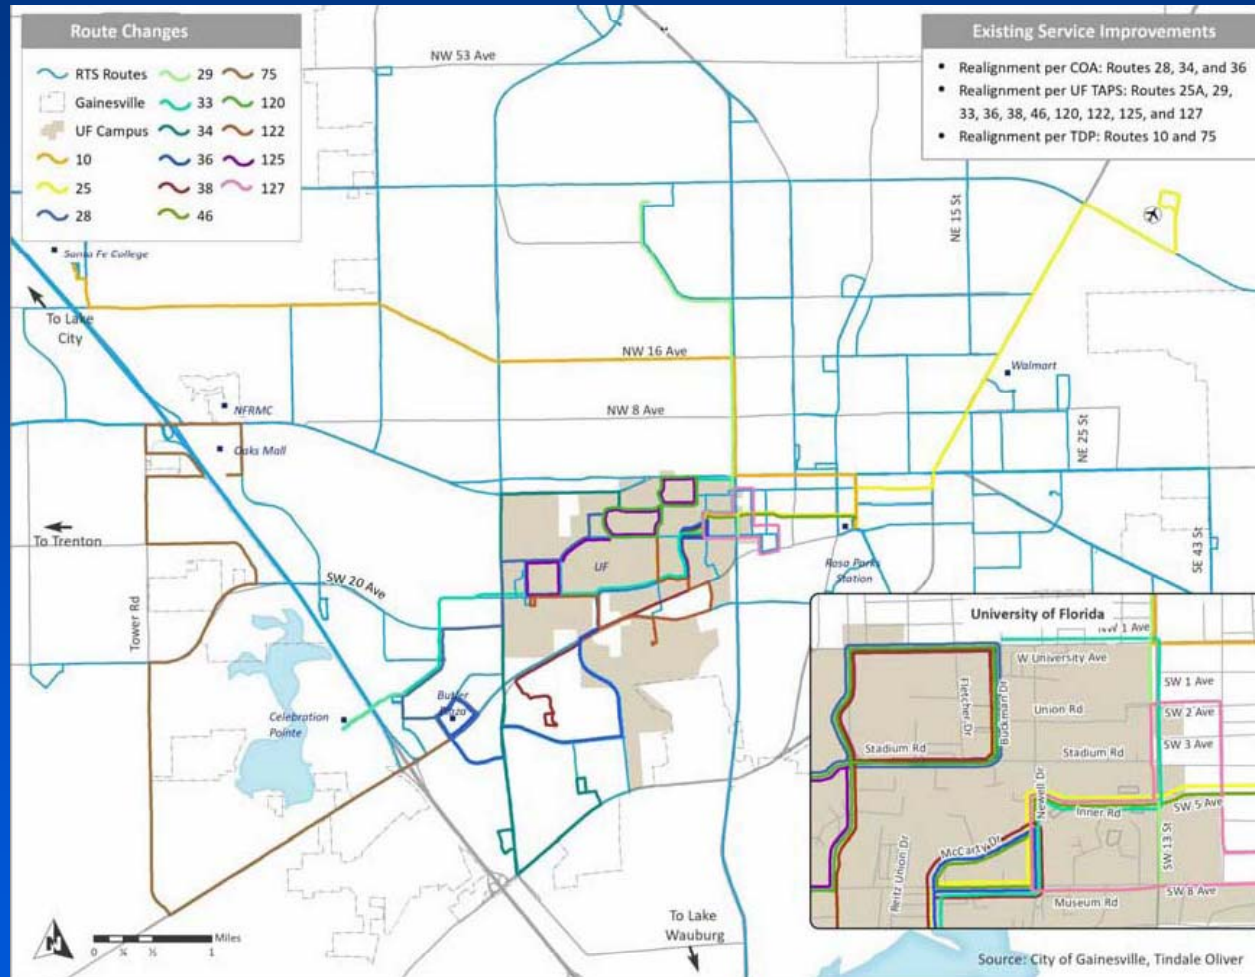 Route Changes
RTS Routes
Gainesville
UF Campus
10
25
28
29
33
34
36
38
46
75
120
122
125
127
Existing Service Improvements
• Realignment per COA: Routes 28, 34, and 36
• Realignment per UF TAPS: Routes 25A, 29,
33, 36, 38, 46, 120, 122, 125, and 127
• Realignment per TDP: Routes 10 and 75
NW 53 Ave
NE 15 St
Santa Fe College
To Lake
City
NW 16 Ave
Walmart
NFRMC
NW 8 Ave
Oaks Mall
NE 25 St
To Trenton
UF
Rosa Parks
Station
SE 43 St
SW 20 Ave
Tower Rd
Butler
Plaza
Celebration
Pointe
University of Florida
NW 1 Ave
W University Ave
SW 1 Ave
Fletcher Dr
Buckman Dr
Union Rd
SW 2 Ave
Stadium Rd
Stadium Rd
SW 3 Ave
Newell Dr
Inner Rd
SW 5 Ave
McCarty Dr
SW 13 St
Reitz Union Dr
SW 8 Ave
Museum Rd
To Lake
Wauburg
N
Miles
0 ¼ ½ 1
Source: City of Gainesville, Tindale Oliver